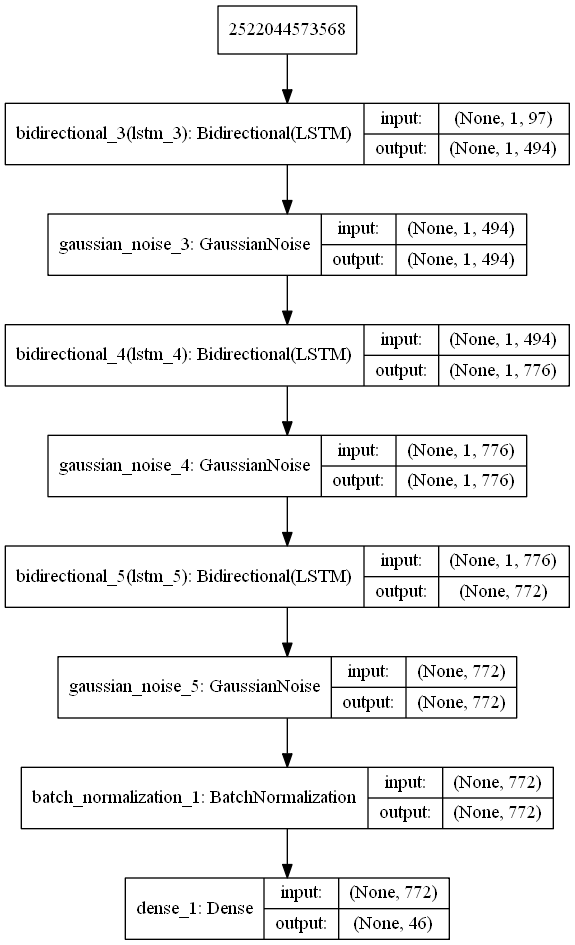 2522044573568
bidirectional_3(lstm_3): Bidirectional(LSTM)
input: (None, 1, 97)
output: (None, 1, 494)
gaussian_noise_3: GaussianNoise
input: (None, 1, 494)
output: (None, 1, 494)
bidirectional_4(lstm_4): Bidirectional(LSTM)
input: (None, 1, 494)
output: (None, 1, 776)
gaussian_noise_4: GaussianNoise
input: (None, 1, 776)
output: (None, 1, 776)
bidirectional_5(lstm_5): Bidirectional(LSTM)
input: (None, 1, 776)
output: (None, 772)
gaussian_noise_5: GaussianNoise
input: (None, 772)
output: (None, 772)
batch_normalization_1: BatchNormalization
input: (None, 772)
output: (None, 772)
dense_1: Dense
input: (None, 772)
output: (None, 46)